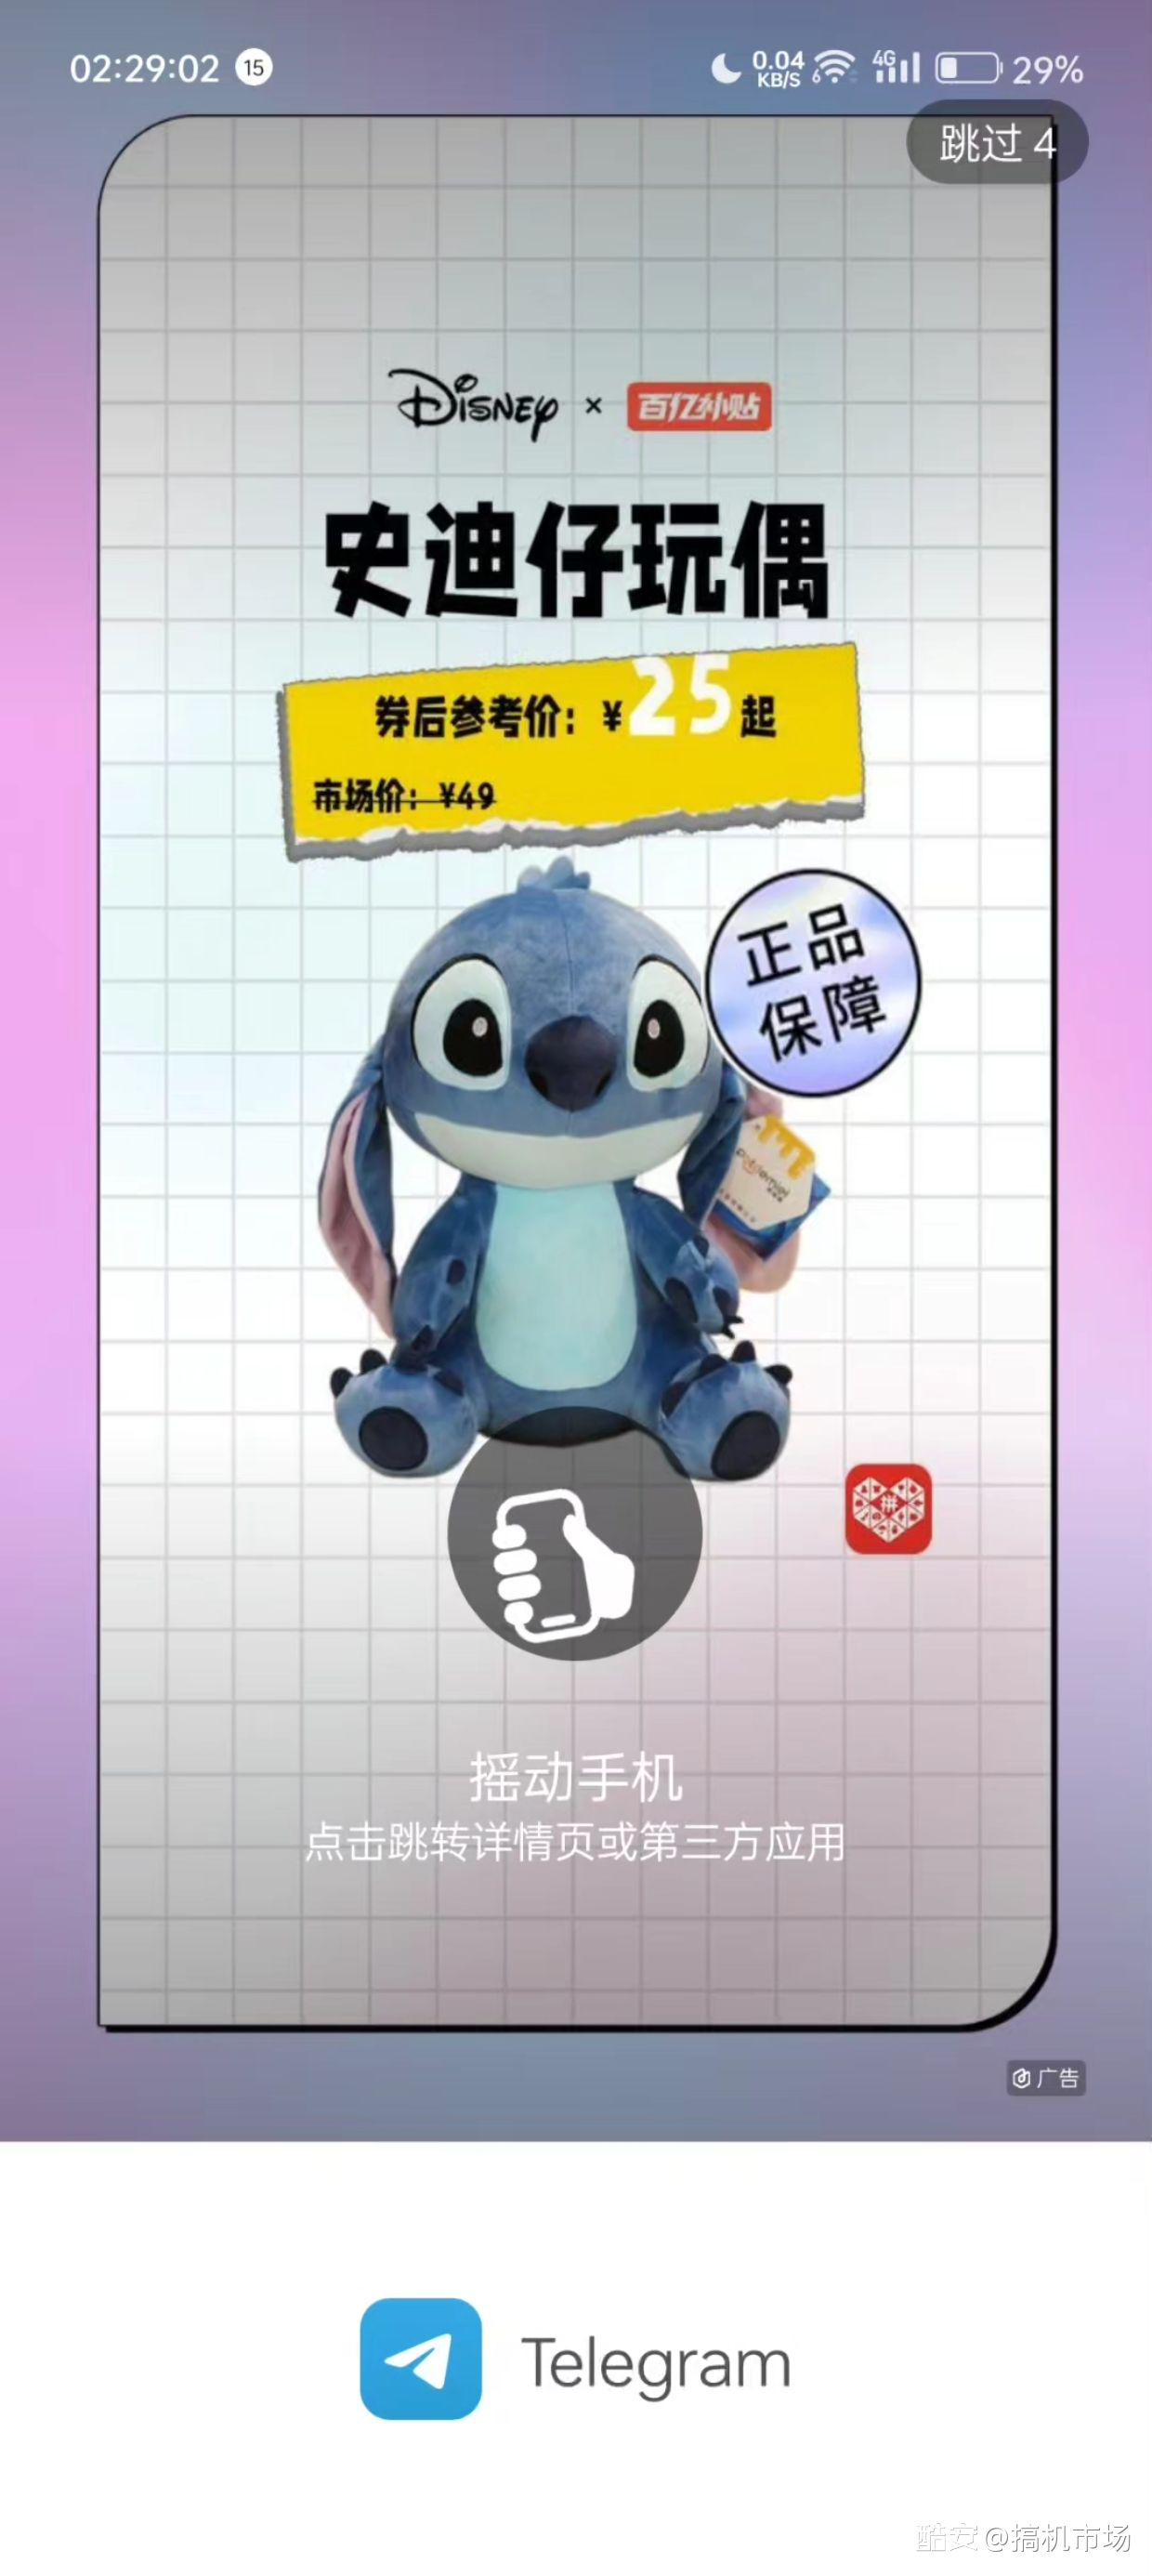 02:29:02 15 0.04 KB/S 6 4G 29%
跳过 4
Disney × 百亿补贴
史迪仔玩偶
券后参考价：¥25起
市场价：¥49
正品
保障
拼
摇动手机
点击跳转详情页或第三方应用
广告
Telegram
酷安 @搞机市场